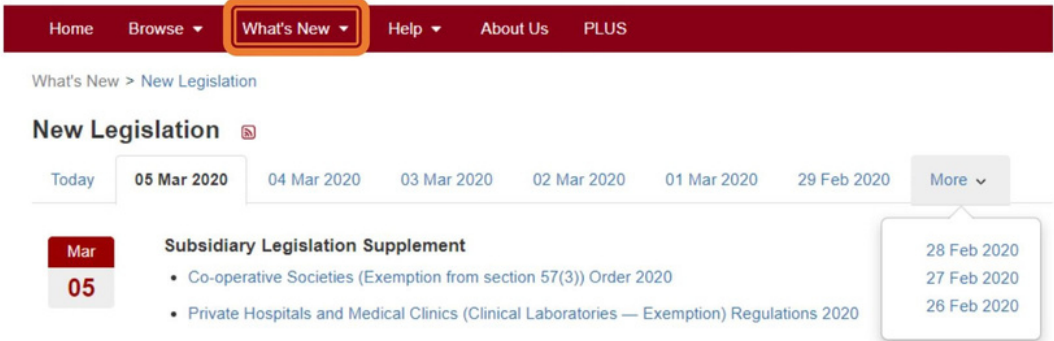 Home Browse What's New Help About Us PLUS
What's New > New Legislation
New Legislation
Today 05 Mar 2020 04 Mar 2020 03 Mar 2020 02 Mar 2020 01 Mar 2020 29 Feb 2020 More
28 Feb 2020
27 Feb 2020
26 Feb 2020
Mar
05
Subsidiary Legislation Supplement
• Co-operative Societies (Exemption from section 57(3)) Order 2020
• Private Hospitals and Medical Clinics (Clinical Laboratories — Exemption) Regulations 2020